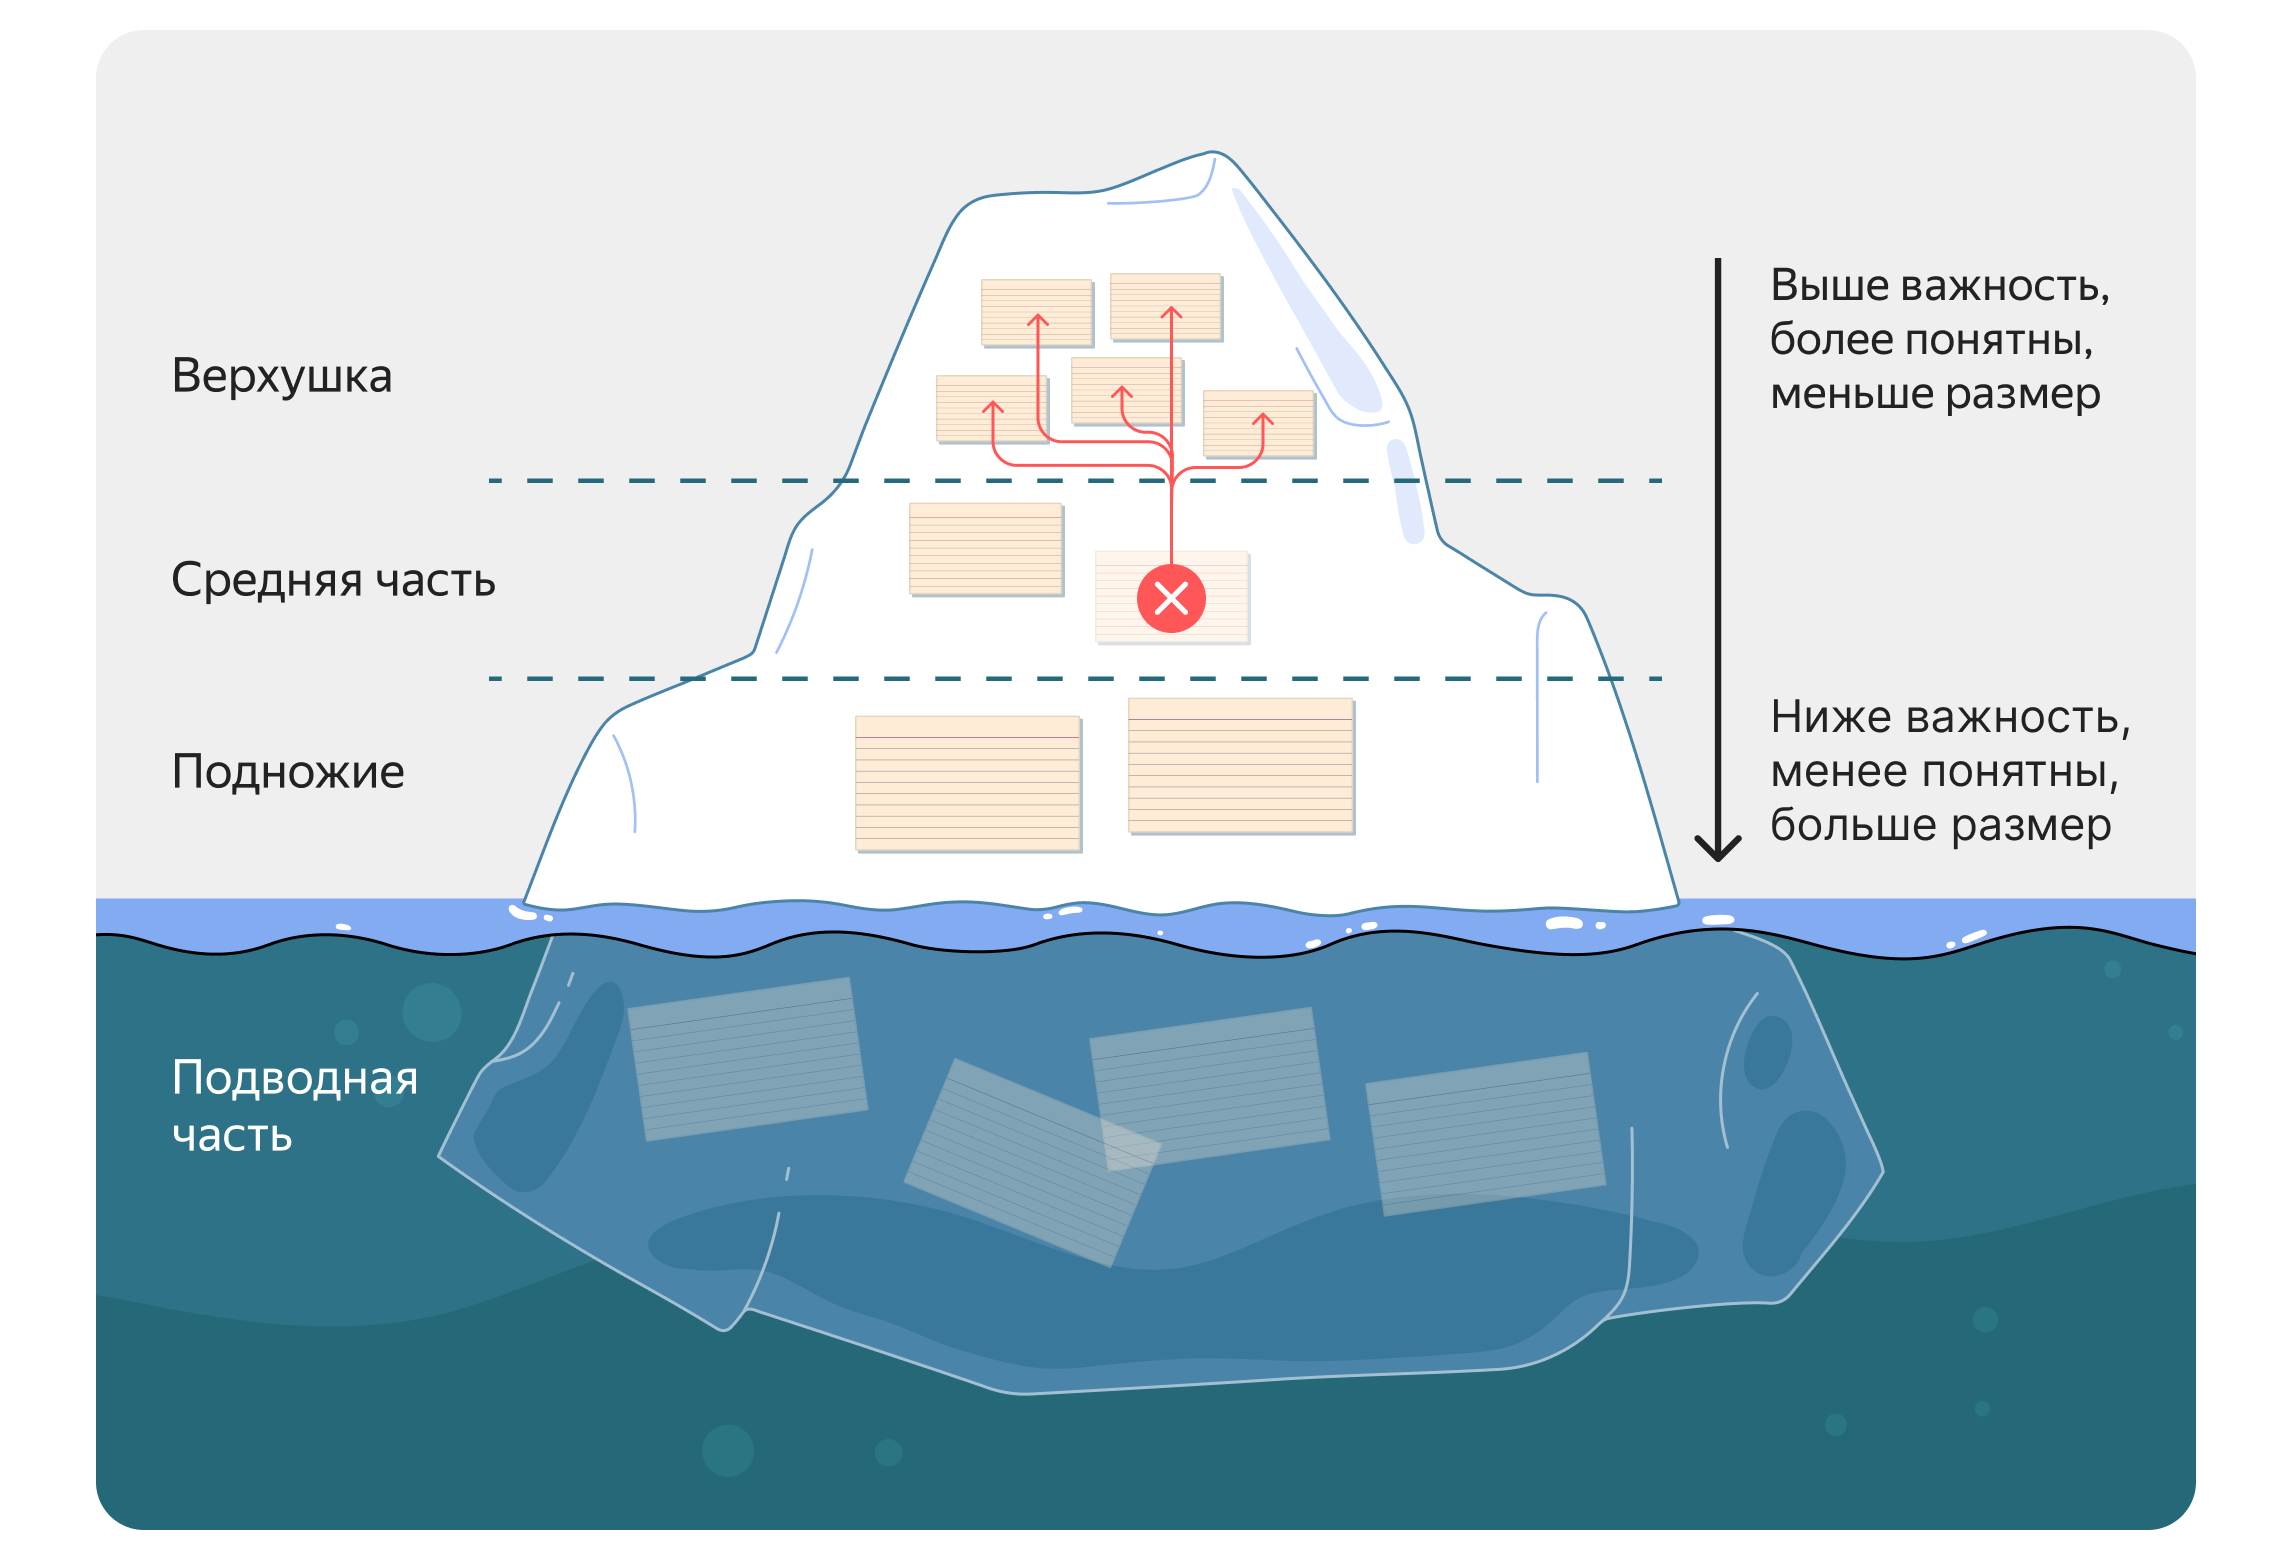 Верхушка
Средняя часть
Подножие
Подводная
часть
Выше важность,
более понятны,
меньше размер
Ниже важность,
менее понятны,
больше размер